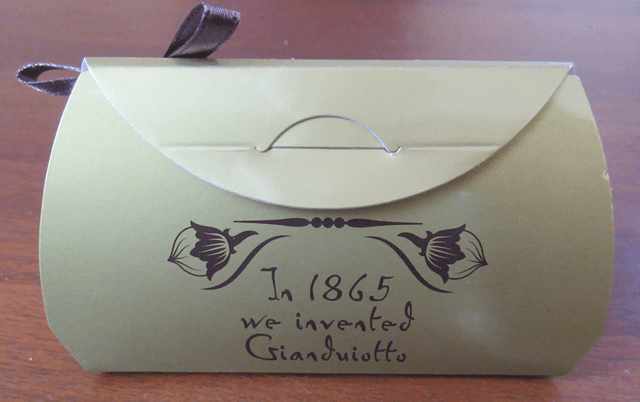 In 1865
we invented
Gianduiotto